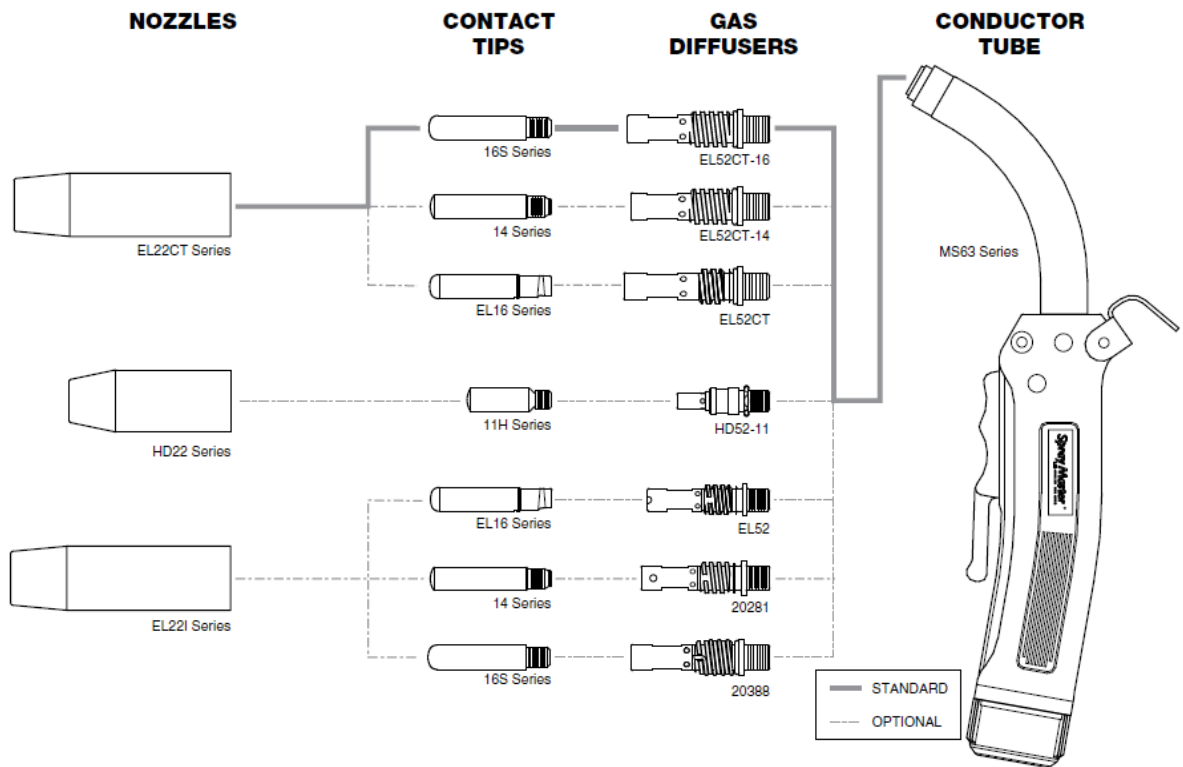 NOZZLES
CONTACT
TIPS
GAS
DIFFUSERS
CONDUCTOR
TUBE
16S Series
EL52CT-16
EL22CT Series
14 Series
EL52CT-14
MS63 Series
EL16 Series
EL52CT
HD22 Series
11H Series
HD52-11
Spray Master
EL16 Series
EL52
EL22I Series
14 Series
20281
16S Series
20388
STANDARD
OPTIONAL